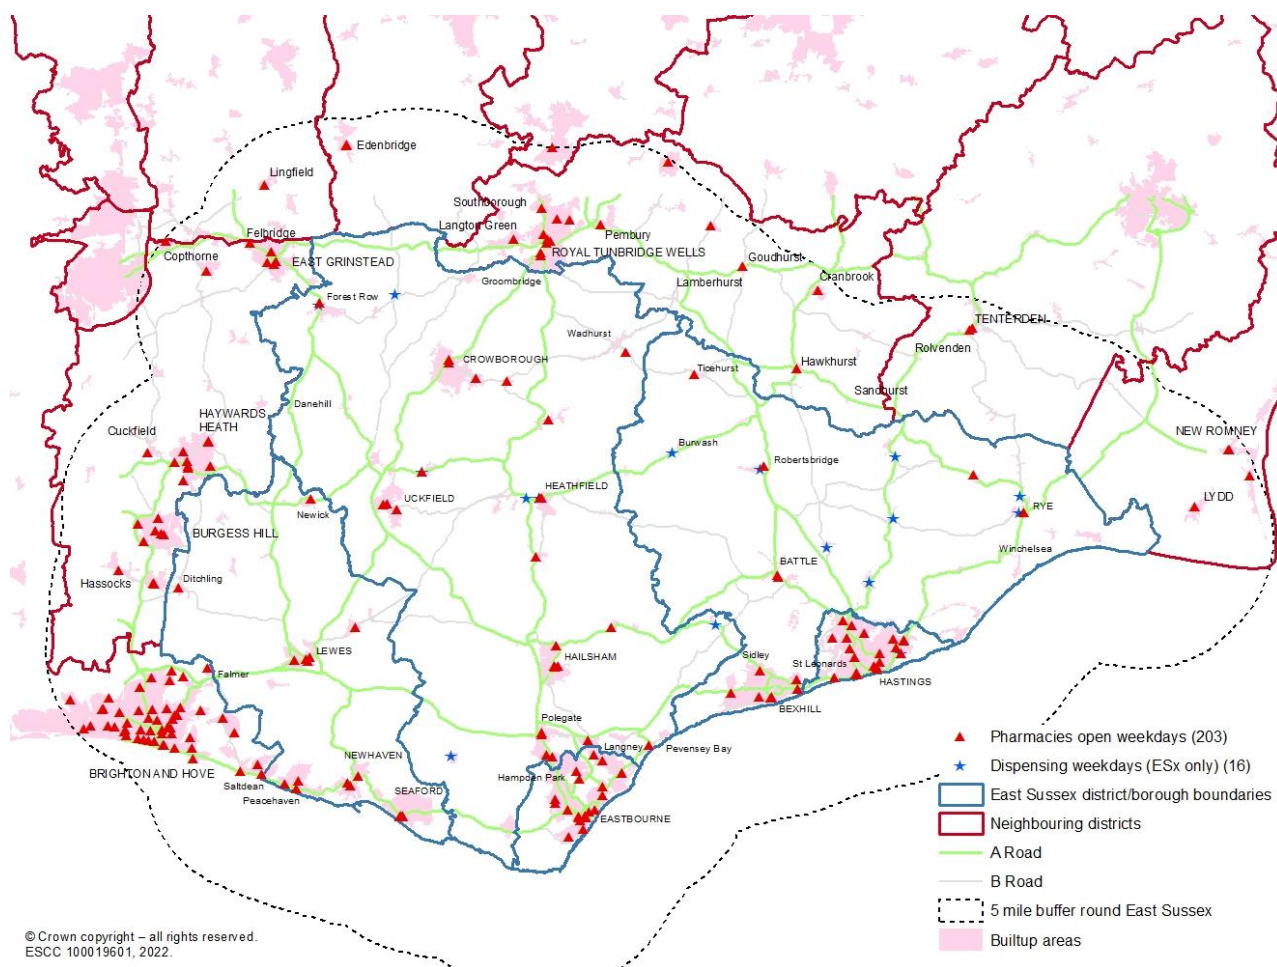 Edenbridge
Lingfield
Southborough
Langton Green
Pembury
Felbridge
Copthorne
EAST GRINSTEAD
ROYAL TUNBRIDGE WELLS
Goudhurst
Groombridge
Lamberhurst
Cranbrook
Forest Row
TENTERDEN
Wadhurst
Rolvenden
CROWBOROUGH
Ticehurst
Hawkhurst
Sandhurst
Danehill
HAYWARDS
HEATH
Cuckfield
NEW ROMNEY
Burwash
Robertsbridge
HEATHFIELD
UCKFIELD
LYDD
RYE
Newick
BURGESS HILL
Winchelsea
Hassocks
Ditchling
BATTLE
LEWES
HAILSHAM
Sidley
St Leonards
Falmer
HASTINGS
BEXHILL
Polegate
Langney
Pevensey Bay
NEWHAVEN
BRIGHTON AND HOVE
Hampden Park
Saltdean
SEAFORD
Peacehaven
EASTBOURNE
Pharmacies open weekdays (203)
Dispensing weekdays (ESx only) (16)
East Sussex district/borough boundaries
Neighbouring districts
A Road
B Road
5 mile buffer round East Sussex
Builtup areas
© Crown copyright – all rights reserved.
ESCC 100019601, 2022.